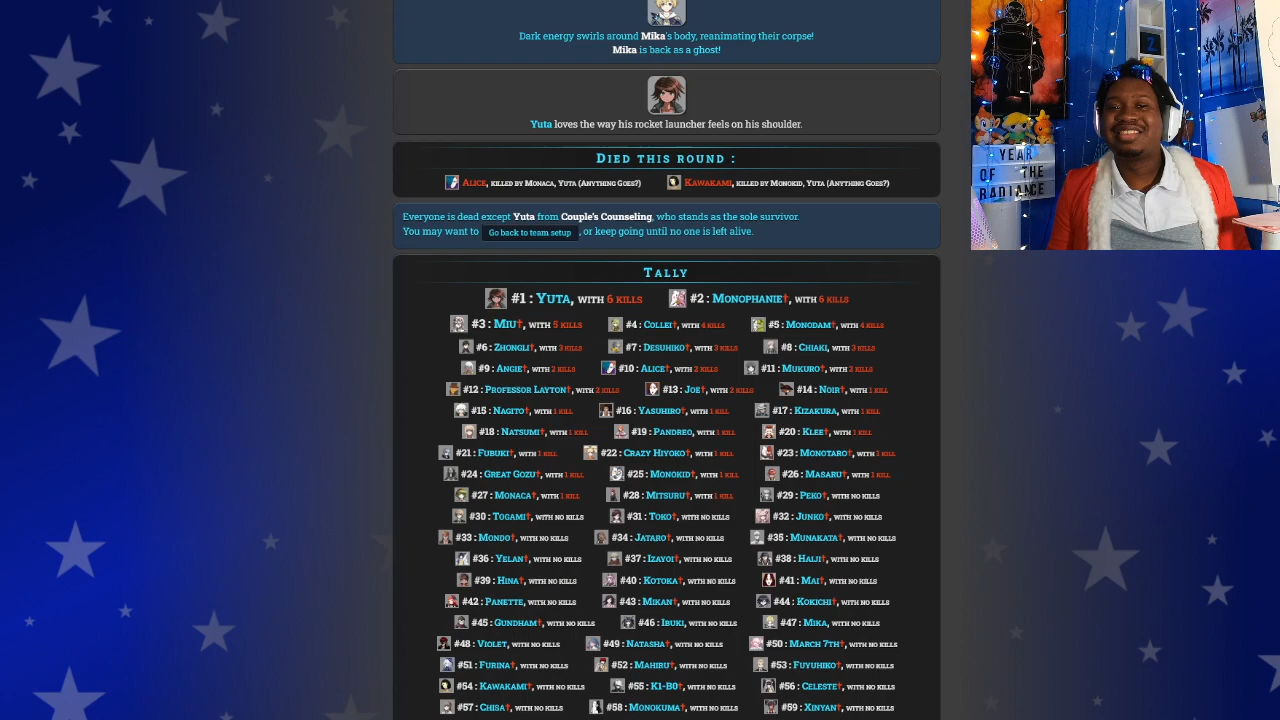 Dark energy swirls around Mika's body, reanimating their corpse!
Mika is back as a ghost!
Yuta loves the way his rocket launcher feels on his shoulder.
Died this round :
Alice, killed by Monaca, Yuta (Anything Goes?) Kawakami, killed by Monokid, Yuta (Anything Goes?)
Everyone is dead except Yuta from Couple's Counseling, who stands as the sole survivor.
You may want to Go back to team setup, or keep going until no one is left alive.
Tally
#1 : Yuta, with 6 kills #2 : Monophanie†, with 6 kills
#3 : Miu†, with 5 kills #4 : Collei†, with 4 kills #5 : Monodam†, with 4 kills
#6 : Zhongli†, with 3 kills #7 : Desuhiko†, with 3 kills #8 : Chiaki, with 3 kills
#9 : Angie†, with 2 kills #10 : Alice†, with 2 kills #11 : Mukuro†, with 2 kills
#12 : Professor Layton†, with 2 kills #13 : Joe†, with 2 kills #14 : Noir†, with 1 kill
#15 : Nagito†, with 1 kill #16 : Yasuhiro†, with 1 kill #17 : Kizakura, with 1 kill
#18 : Natsumi†, with 1 kill #19 : Pandreo, with 1 kill #20 : Klee†, with 1 kill
#21 : Fubuki†, with 1 kill #22 : Crazy Hiyoko†, with 1 kill #23 : Monotaro†, with 1 kill
#24 : Great Gozu†, with 1 kill #25 : Monokid†, with 1 kill #26 : Masaru†, with 1 kill
#27 : Monaca†, with 1 kill #28 : Mitsuru†, with 1 kill #29 : Peko†, with no kills
#30 : Togami†, with no kills #31 : Toko†, with no kills #32 : Junko†, with no kills
#33 : Mondo†, with no kills #34 : Jataro†, with no kills #35 : Munakata†, with no kills
#36 : Yelan†, with no kills #37 : Izayoi†, with no kills #38 : Haiji†, with no kills
#39 : Hina†, with no kills #40 : Kotoka†, with no kills #41 : Mai†, with no kills
#42 : Panette, with no kills #43 : Mikan†, with no kills #44 : Kokichi†, with no kills
#45 : Gundham†, with no kills #46 : Ibuki, with no kills #47 : Mika, with no kills
#48 : Violet, with no kills #49 : Natasha†, with no kills #50 : March 7th†, with no kills
#51 : Furina†, with no kills #52 : Mahiru†, with no kills #53 : Fuyuhiko†, with no kills
#54 : Kawakami†, with no kills #55 : K1-B0†, with no kills #56 : Celeste†, with no kills
#57 : Chisa†, with no kills #58 : Monokuma†, with no kills #59 : Xinyan†, with no kills
YEAR
OF THE
RADIANCE